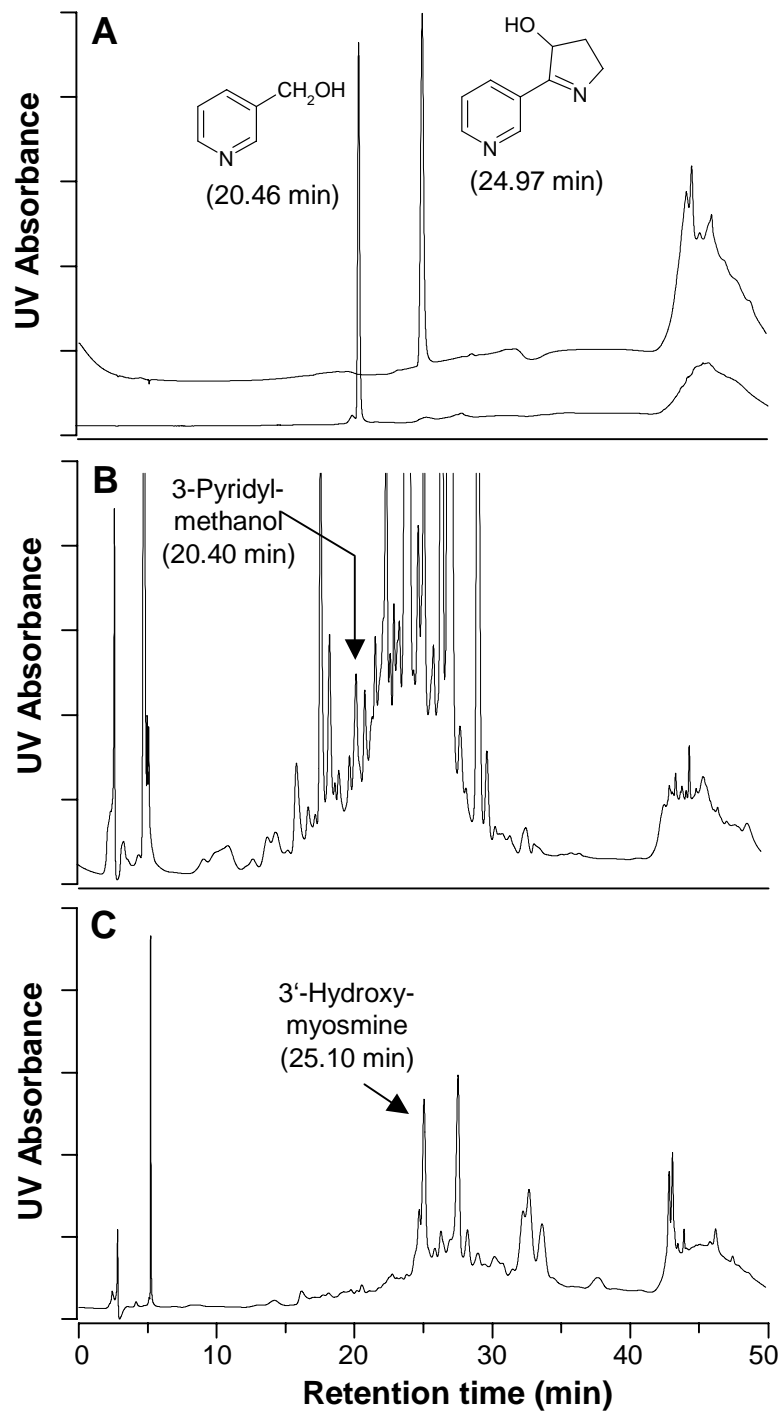 A
HO
CH2OH
N
N
N
(20.46 min)
(24.97 min)
UV Absorbance
B
3-Pyridyl-
methanol
(20.40 min)
UV Absorbance
C
3‘-Hydroxy-
myosmine
(25.10 min)
UV Absorbance
0 10 20 30 40 50
Retention time (min)